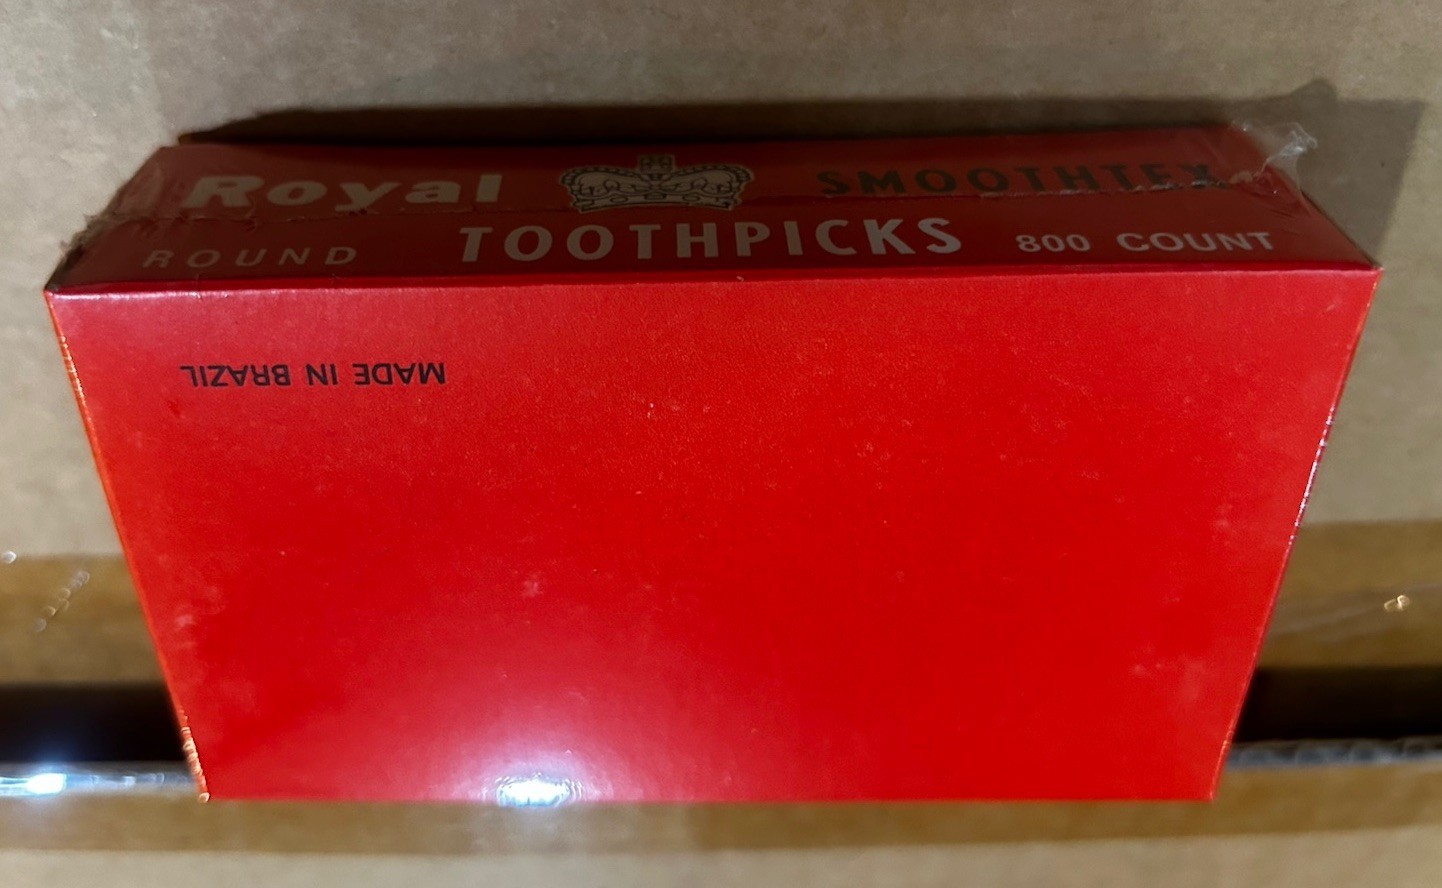 Royal SMOOTHTEX
ROUND TOOTHPICKS 800 COUNT
MADE IN BRAZIL